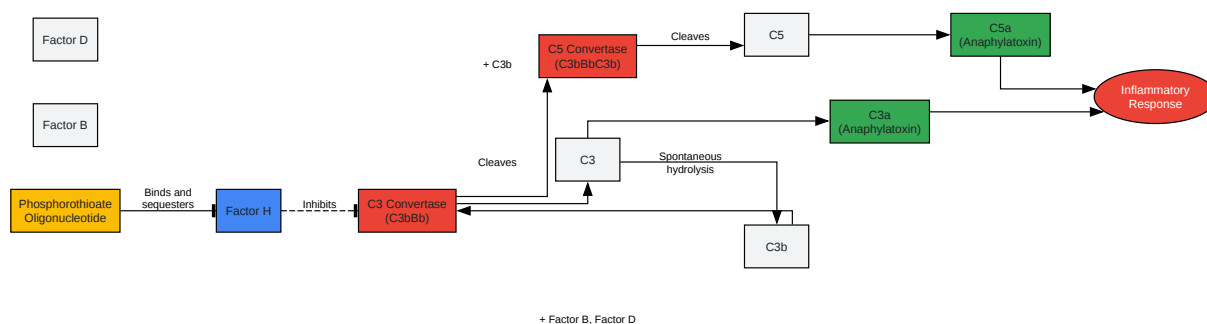 Factor D
Factor B
Phosphorothioate
Oligonucleotide
Binds and
sequesters
Factor H
Inhibits
C3 Convertase
(C3bBb)
Cleaves
+ C3b
C5 Convertase
(C3bBbC3b)
Cleaves
C5
C5a
(Anaphylatoxin)
C3
Spontaneous
hydrolysis
C3a
(Anaphylatoxin)
Inflammatory
Response
C3b
+ Factor B, Factor D